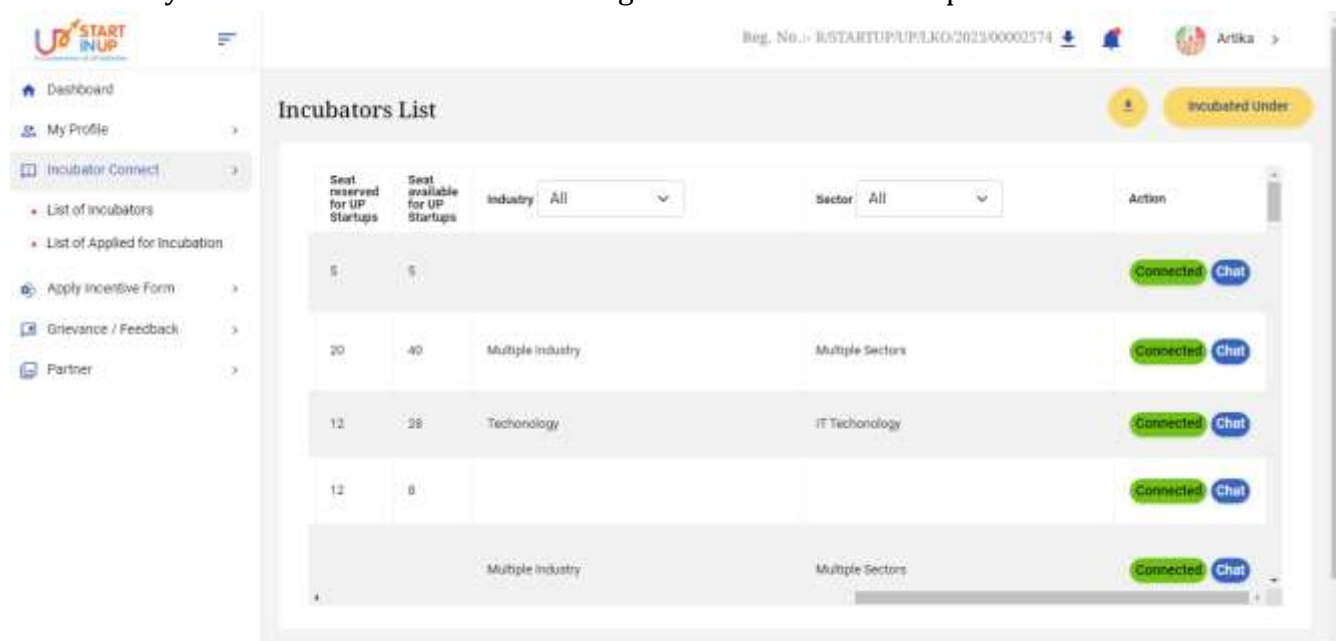 START
UP INUP
Reg. No.:- R/STARTUP/UP/LKO/2023/00002574
Artika
Dashboard
My Profile
Incubator Connect
List of Incubators
List of Applied for Incubation
Apply Incentive Form
Grievance / Feedback
Partner
Incubators List
Incubated Under
Seat reserved for UP Startups
Seat available for UP Startups
Industry All
Sector All
Action
5 5 Connected Chat
20 40 Multiple Industry Multiple Sectors Connected Chat
12 28 Techonology IT Techonology Connected Chat
12 8 Connected Chat
Multiple Industry Multiple Sectors Connected Chat